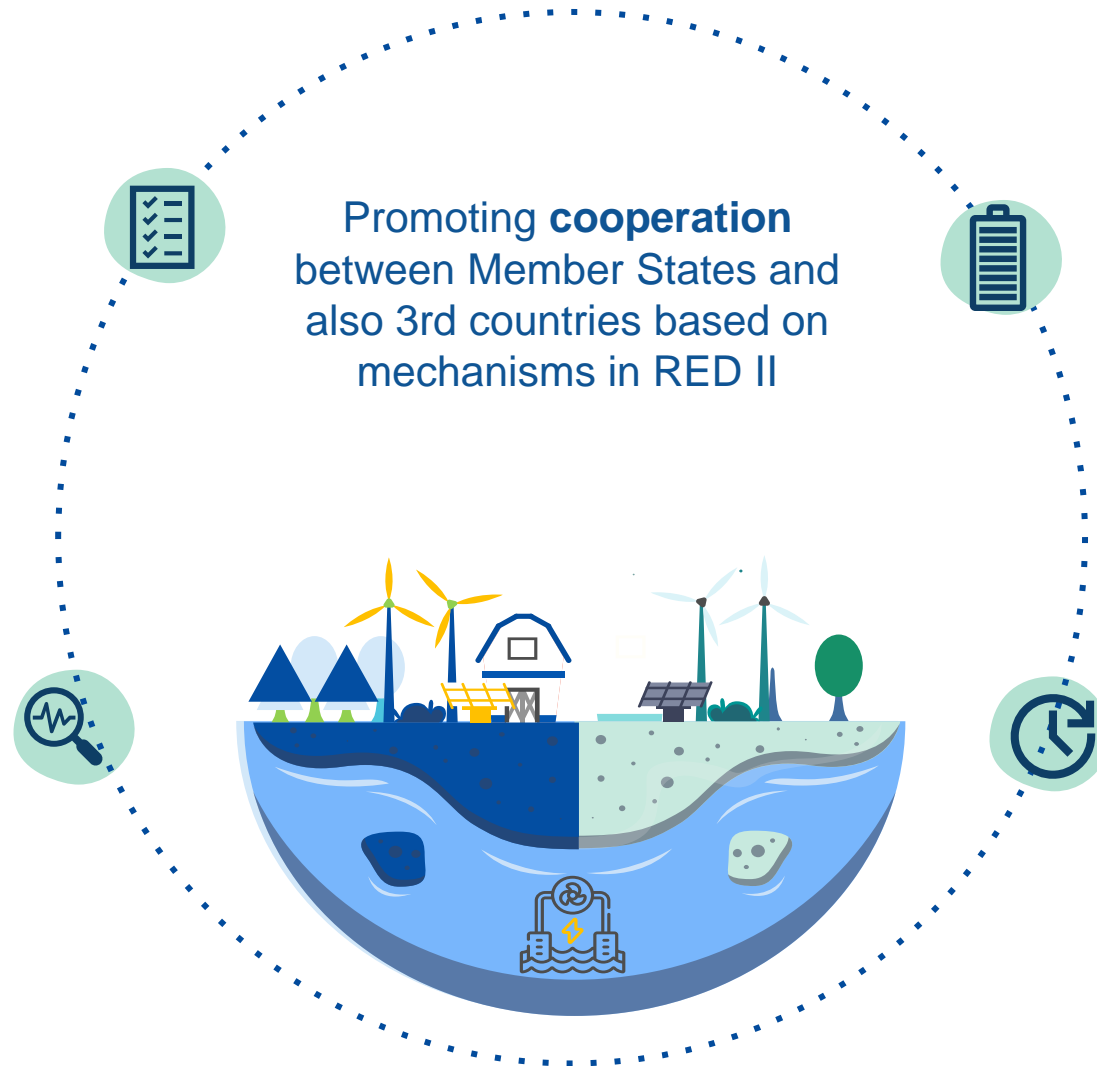 Promoting cooperation
between Member States and
also 3rd countries based on
mechanisms in RED II